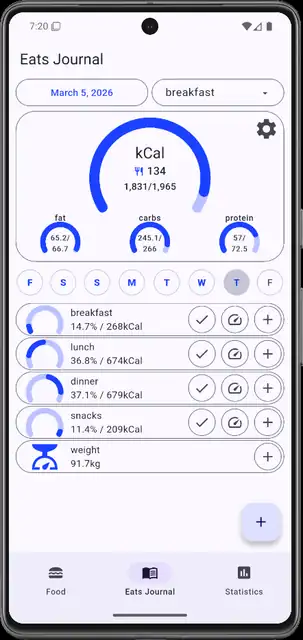 7:20
Eats Journal
March 5, 2026
breakfast
kCal
134
1,831/1,965
fat
65.2/
66.7
carbs
245.1/
266
protein
57/
72.5
F S S M T W T F
breakfast
14.7% / 268kCal
lunch
36.8% / 674kCal
dinner
37.1% / 679kCal
snacks
11.4% / 209kCal
weight
91.7kg
Food
Eats Journal
Statistics